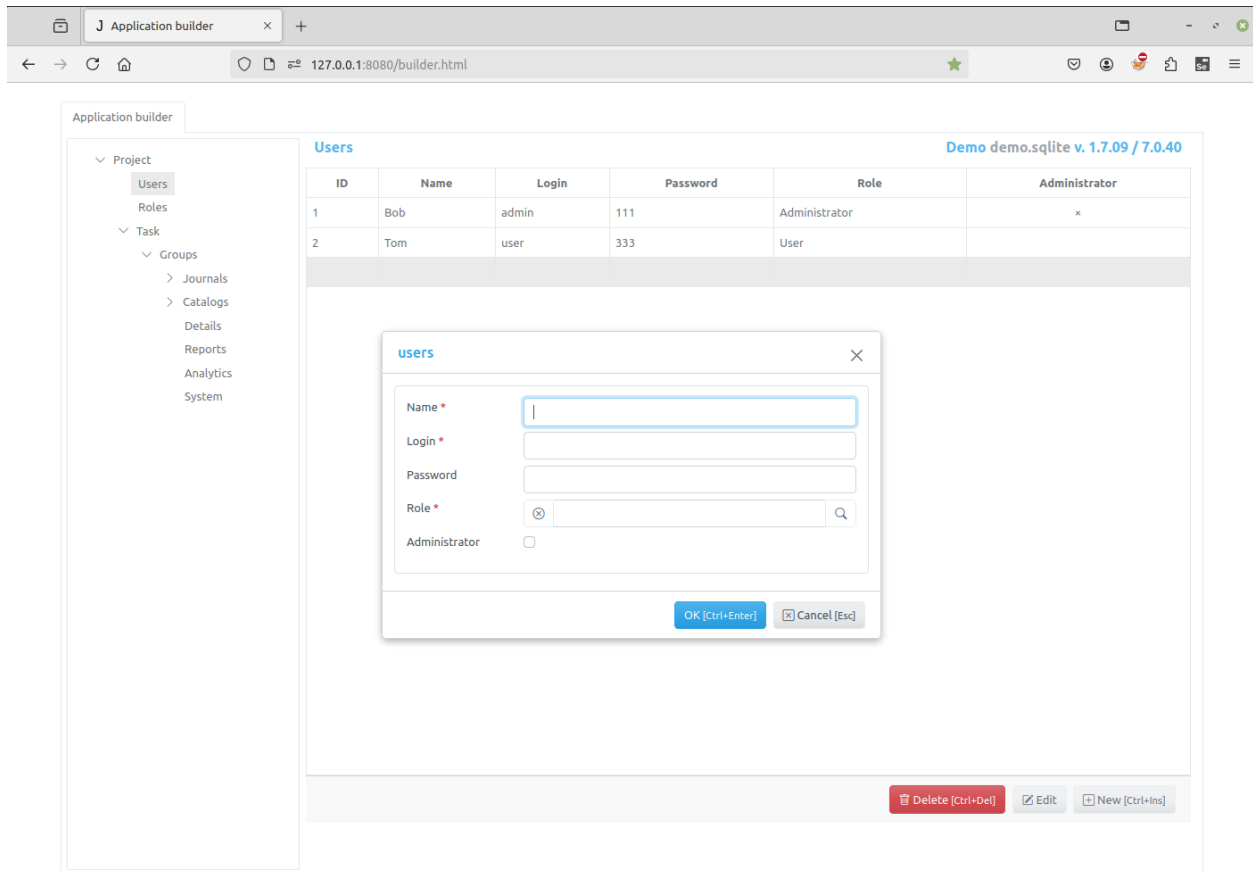 J Application builder
127.0.0.1:8080/builder.html
Se
Application builder
Project
Users
Roles
Task
Groups
Journals
Catalogs
Details
Reports
Analytics
System
Users Demo demo.sqlite v. 1.7.09 / 7.0.40
ID Name Login Password Role Administrator
1 Bob admin 111 Administrator ×
2 Tom user 333 User
users
Name *
Login *
Password
Role *
Administrator
OK [Ctrl+Enter] Cancel [Esc]
Delete [Ctrl+Del] Edit New [Ctrl+Ins]